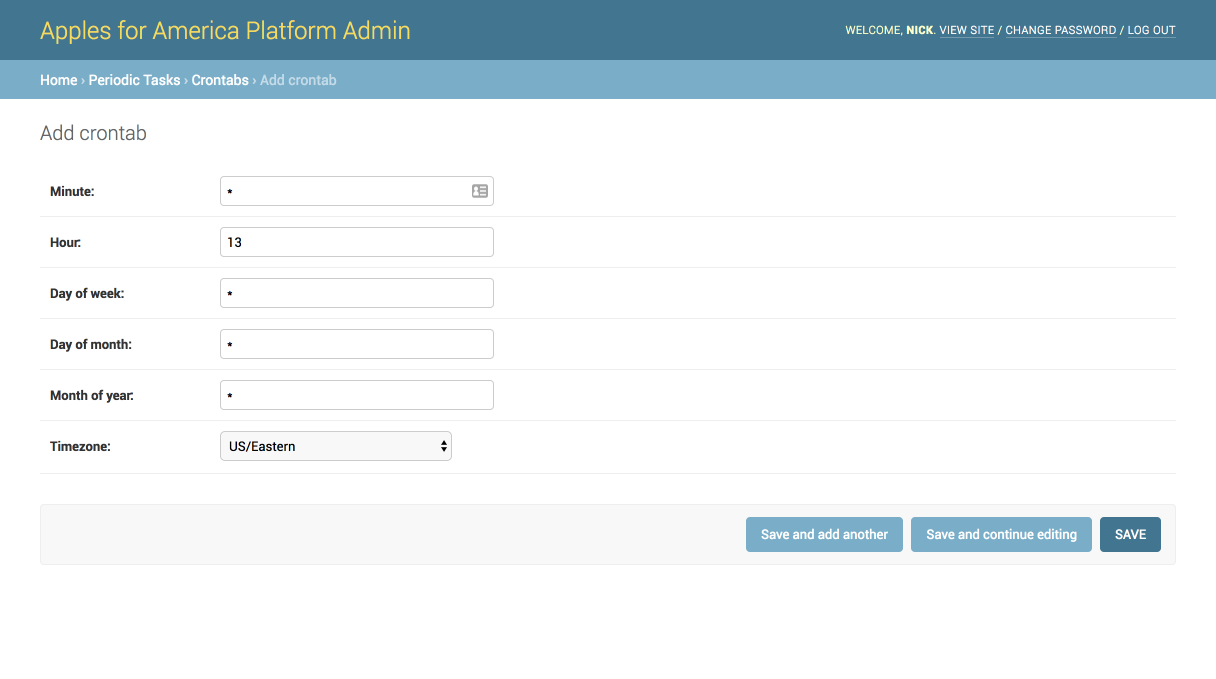 Apples for America Platform Admin
WELCOME, NICK. VIEW SITE / CHANGE PASSWORD / LOG OUT
Home › Periodic Tasks › Crontabs › Add crontab
Add crontab
Minute: *
Hour: 13
Day of week: *
Day of month: *
Month of year: *
Timezone: US/Eastern
Save and add another Save and continue editing SAVE